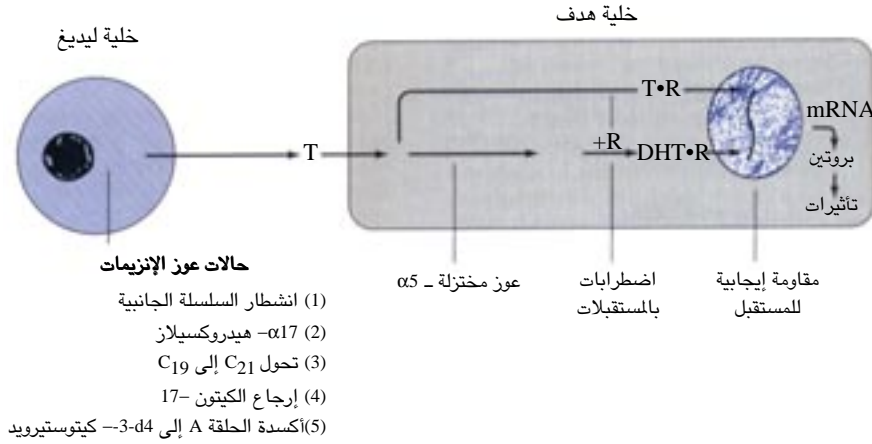 خلية هدف
خلية ليديغ
T•R
mRNA
T
+R
DHT•R
بروتين
تأثيرات
حالات عوز الإنزيمات
(1) انشطار السلسلة الجانبية
(2) α17– هيدروكسيلاز
(3) تحول C21 إلى C19
(4) إرجاع الكيتون –17
(5)أكسدة الحلقة A إلى 3-d4-– كيتوستيرويد
عوز مختزلة ـ α5
اضطرابات
بالمستقبلات
مقاومة إيجابية
للمستقبل